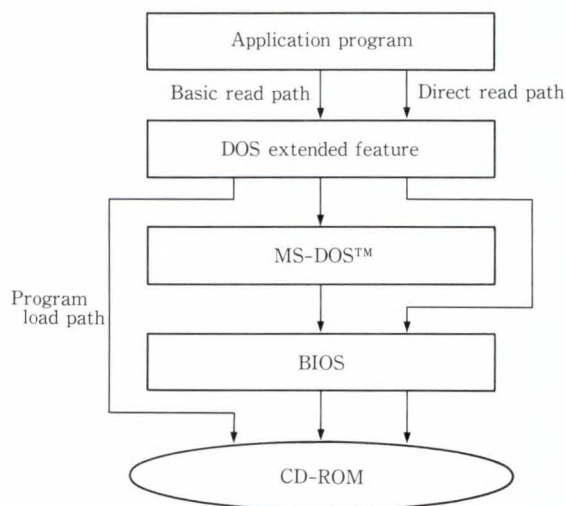 Application program
Basic read path
Direct read path
DOS extended feature
MS-DOS™
Program
load path
BIOS
CD-ROM